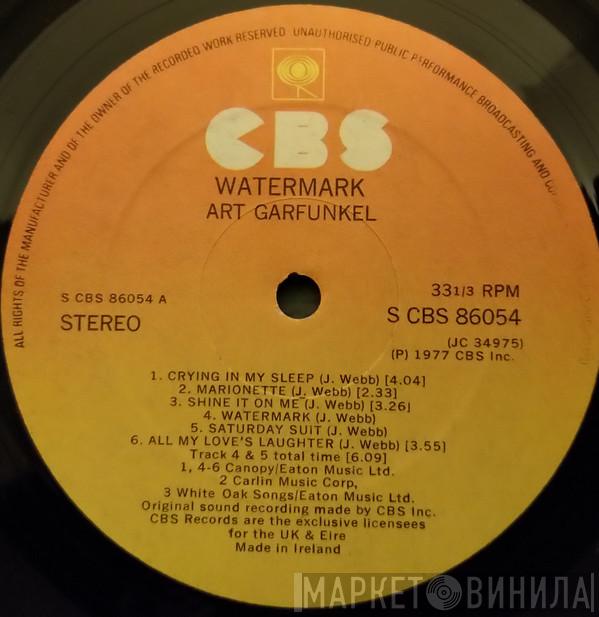 ALL RIGHTS OF THE MANUFACTURER AND OF THE OWNER OF THE RECORDED WORK RESERVED UNAUTHORISED PUBLIC PERFORMANCE BROADCASTING AND
CBS
WATERMARK
ART GARFUNKEL
S CBS 86054 A
STEREO
33 1/3 RPM
S CBS 86054
(JC 34975)
(P) 1977 CBS Inc.
1. CRYING IN MY SLEEP (J. Webb) [4.04]
2. MARIONETTE (J. Webb) [2.33]
3. SHINE IT ON ME (J. Webb) [3.26]
4. WATERMARK (J. Webb)
5. SATURDAY SUIT (J. Webb)
6. ALL MY LOVE'S LAUGHTER (J. Webb) [3.55]
Track 4 & 5 total time [6.09]
1, 4-6 Canopy/Eaton Music Ltd.
2 Carlin Music Corp,
3 White Oak Songs/Eaton Music Ltd.
Original sound recording made by CBS Inc.
CBS Records are the exclusive licensees
for the UK & Eire
Made in Ireland
МАРКЕТ ВИНИЛА